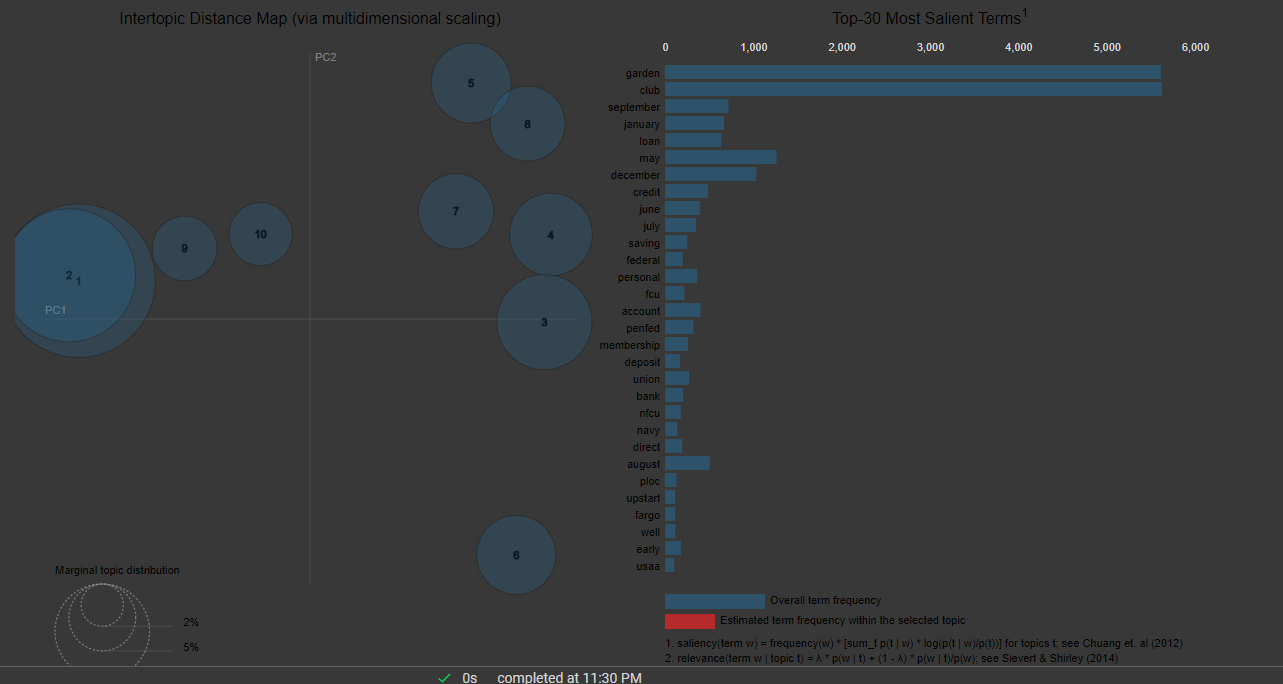 Intertopic Distance Map (via multidimensional scaling)
PC2
5
8
7
4
9
10
2
1
PC1
3
6
Marginal topic distribution
2%
5%
Top-30 Most Salient Terms1
0 1,000 2,000 3,000 4,000 5,000 6,000
garden
club
september
january
loan
may
december
credit
june
july
saving
federal
personal
fcu
account
penfed
membership
deposit
union
bank
nfcu
navy
direct
august
ploc
upstart
fargo
well
early
usaa
Overall term frequency
Estimated term frequency within the selected topic
1. saliency(term w) = frequency(w) * [sum_t p(t | w) * log(p(t | w)/p(t))] for topics t; see Chuang et. al (2012)
2. relevance(term w | topic t) = λ * p(w | t) + (1 - λ) * p(w | t)/p(w); see Sievert & Shirley (2014)
0s completed at 11:30 PM